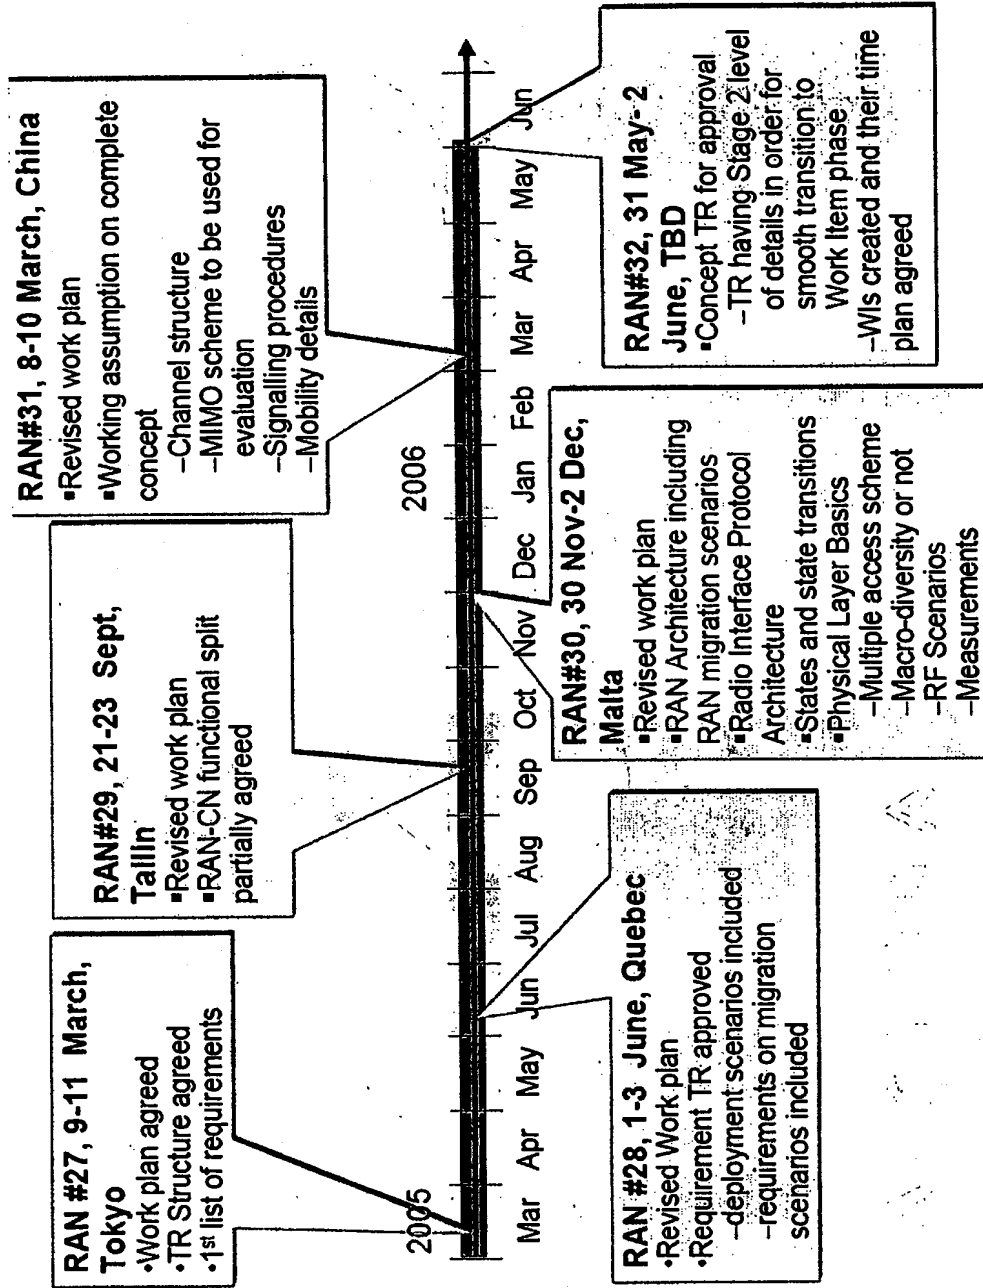 RAN #27, 9-11 March,
Tokyo
•Work plan agreed
•TR Structure agreed
•1st list of requirements
RAN#29, 21-23 Sept,
Tallin
▪Revised work plan
▪RAN-CN functional split
partially agreed
RAN#31, 8-10 March, China
▪Revised work plan
▪Working assumption on complete
concept
–Channel structure
–MIMO scheme to be used for
evaluation
–Signalling procedures
–Mobility details
2005
2006
Mar Apr May Jun Jul Aug Sep Oct Nov Dec Jan Feb Mar Apr May Jun
RAN #28, 1-3 June, Quebec
•Revised Work plan
•Requirement TR approved
–deployment scenarios included
–requirements on migration
scenarios included
RAN#30, 30 Nov-2 Dec,
Malta
▪Revised work plan
▪RAN Architecture including
RAN migration scenarios
▪Radio Interface Protocol
Architecture
▪States and state transitions
▪Physical Layer Basics
–Multiple access scheme
–Macro-diversity or not
–RF Scenarios
–Measurements
RAN#32, 31 May- 2
June, TBD
▪Concept TR for approval
–TR having Stage 2 level
of details in order for
smooth transition to
Work Item phase
–WIs created and their time
plan agreed